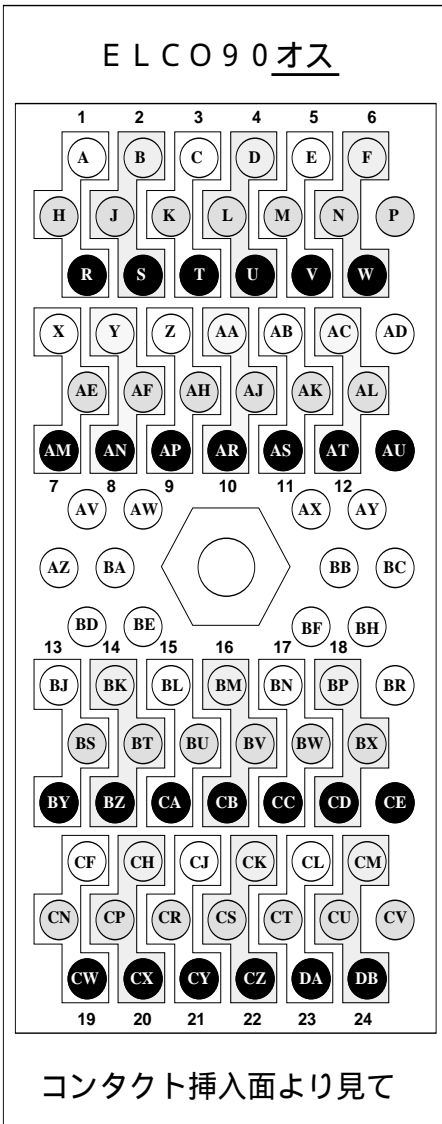 ＥＬＣＯ９０オス
1 2 3 4 5 6
A B C D E F
H J K L M N P
R S T U V W
X Y Z AA AB AC AD
AE AF AH AJ AK AL
AM AN AP AR AS AT AU
7 8 9 10 11 12
AV AW AX AY
AZ BA BB BC
BD BE BF BH
13 14 15 16 17 18
BJ BK BL BM BN BP BR
BS BT BU BV BW BX
BY BZ CA CB CC CD CE
CF CH CJ CK CL CM
CN CP CR CS CT CU CV
CW CX CY CZ DA DB
19 20 21 22 23 24
コンタクト挿入面より見て